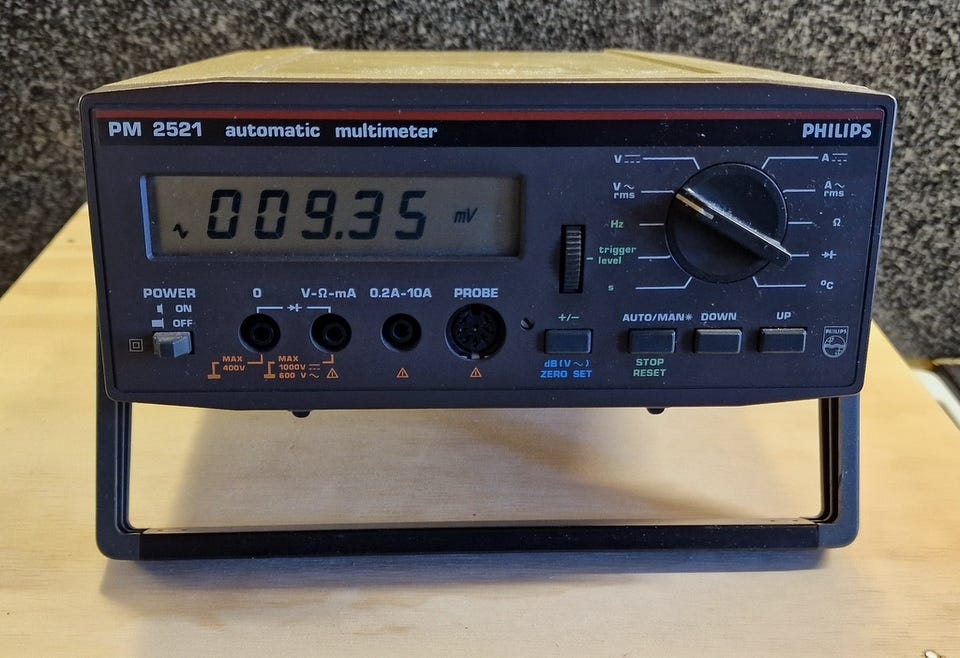 PM 2521 automatic multimeter PHILIPS
V⎓ A⎓
V~ rms A~ rms
009.35 mV
~
Hz Ω
trigger level
s °C
POWER 0 V-Ω-mA 0.2A-10A PROBE
ON
OFF
+/− AUTO/MAN* DOWN UP
MAX 400V
MAX 1000V⎓ 600 V~
dB(V~)
ZERO SET
STOP
RESET
PHILIPS